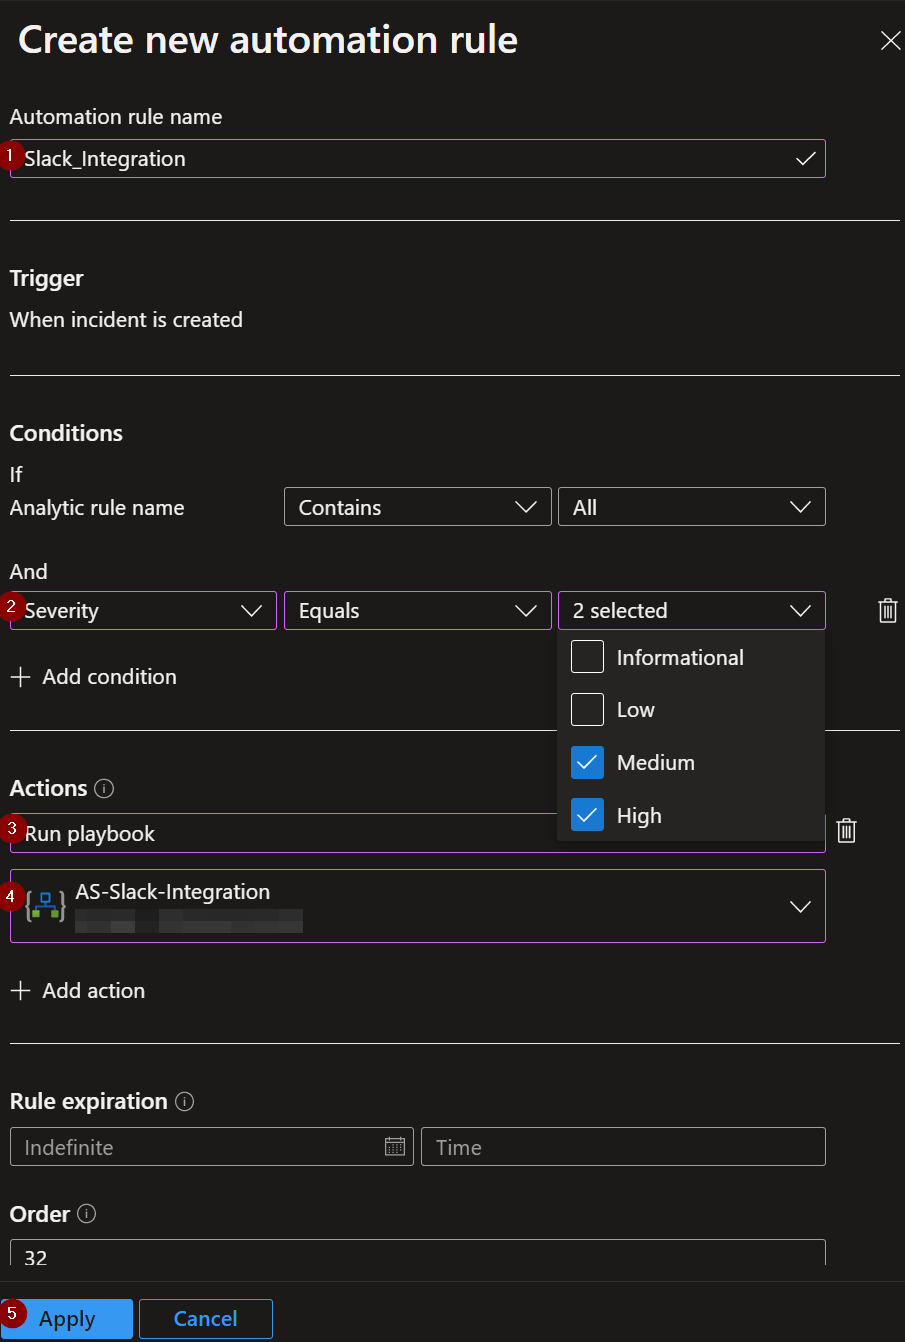 Create new automation rule
Automation rule name
1 Slack_Integration
Trigger
When incident is created
Conditions
If
Analytic rule name Contains All
And
2 Severity Equals 2 selected
Informational
Add condition
Low
Medium
High
Actions
3 Run playbook
4 AS-Slack-Integration
Add action
Rule expiration
Indefinite Time
Order
32
5 Apply Cancel